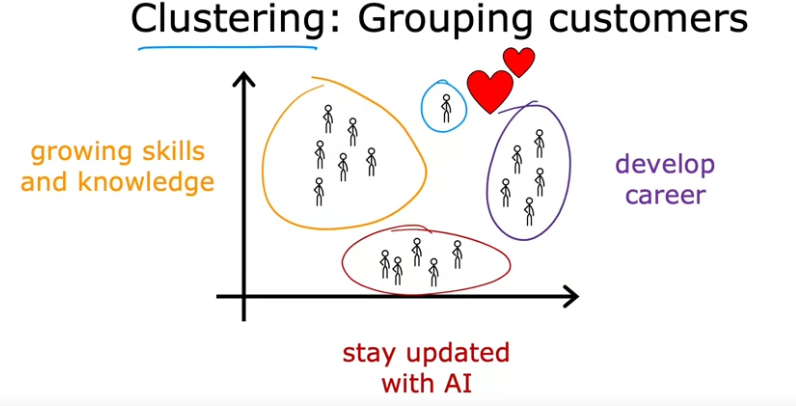 Clustering: Grouping customers
growing skills
and knowledge
develop
career
stay updated
with AI